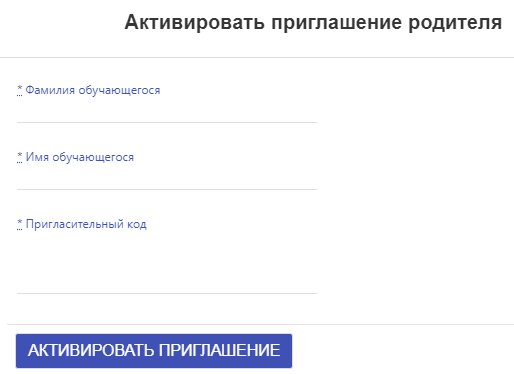 Активировать приглашение родителя
* Фамилия обучающегося
* Имя обучающегося
* Пригласительный код
АКТИВИРОВАТЬ ПРИГЛАШЕНИЕ